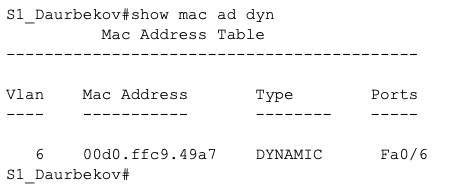 S1_Daurbekov#show mac ad dyn
Mac Address Table
-------------------------------------------
Vlan Mac Address Type Ports
---- ----------- -------- -----
6 00d0.ffc9.49a7 DYNAMIC Fa0/6
S1_Daurbekov#